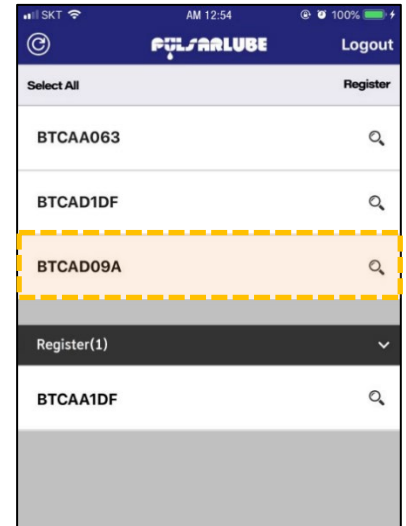 SKT AM 12:54 100%
PULSARLUBE Logout
Select All Register
BTCAA063
BTCAD1DF
BTCAD09A
Register(1)
BTCAA1DF